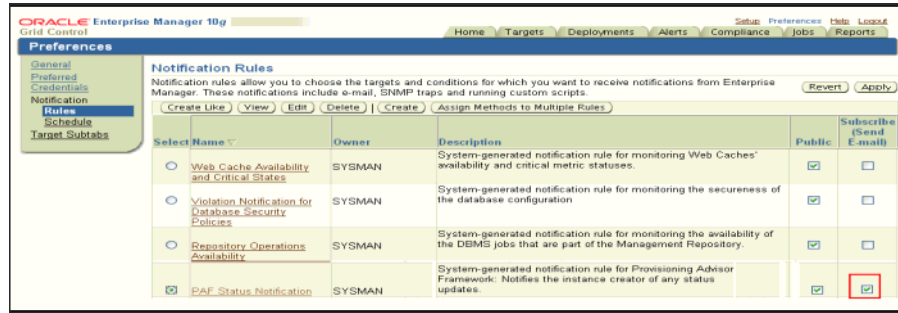 ORACLE Enterprise Manager 10g
Grid Control
Setup Preferences Help Logout
Home Targets Deployments Alerts Compliance Jobs Reports
Preferences
General
Preferred
Credentials
Notification
Rules
Schedule
Target Subtabs
Notification Rules
Notification rules allow you to choose the targets and conditions for which you want to receive notifications from Enterprise
Manager. These notifications include e-mail, SNMP traps and running custom scripts.
Revert Apply
Create Like View Edit Delete | Create Assign Methods to Multiple Rules
Select Name Owner Description Public Subscribe
(Send
E-mail)
Web Cache Availability
and Critical States
SYSMAN
System-generated notification rule for monitoring Web Caches'
availability and critical metric statuses.
Violation Notification for
Database Security
Policies
SYSMAN
System-generated notification rule for monitoring the secureness of
the database configuration
Repository Operations
Availability
SYSMAN
System-generated notification rule for monitoring the availability of
the DBMS jobs that are part of the Management Repository.
PAF Status Notification
SYSMAN
System-generated notification rule for Provisioning Advisor
Framework: Notifies the instance creator of any status
updates.